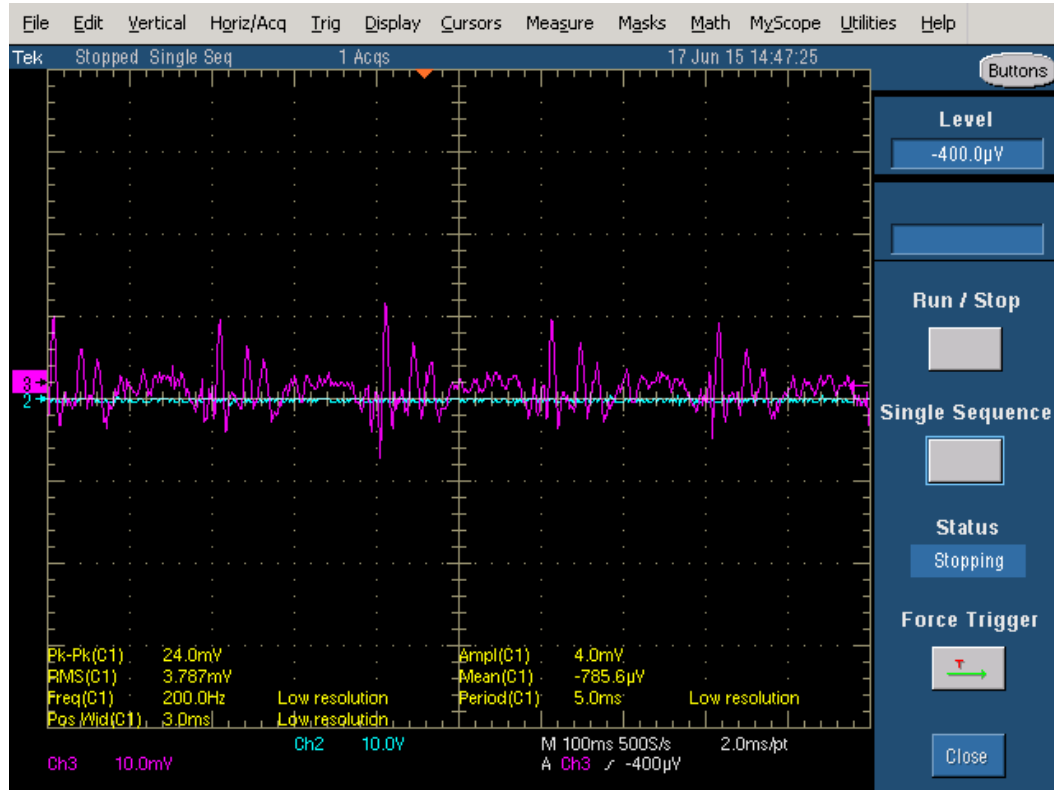 File Edit Vertical Horiz/Acq Trig Display Cursors Measure Masks Math MyScope Utilities Help
Tek Stopped Single Seq 1 Acqs 17 Jun 15 14:47:25
Buttons
Level
-400.0µV
3
2
Run / Stop
Single Sequence
Status
Stopping
Force Trigger
T
Close
Pk-Pk(C1) 24.0mV Ampl(C1) 4.0mV
RMS(C1) 3.787mV Mean(C1) -785.6µV
Freq(C1) 200.0Hz Low resolution Period(C1) 5.0ms Low resolution
Pos Wid(C1) 3.0ms Low resolution
Ch2 10.0V M 100ms 500S/s 2.0ms/pt
Ch3 10.0mV A Ch3 -400µV